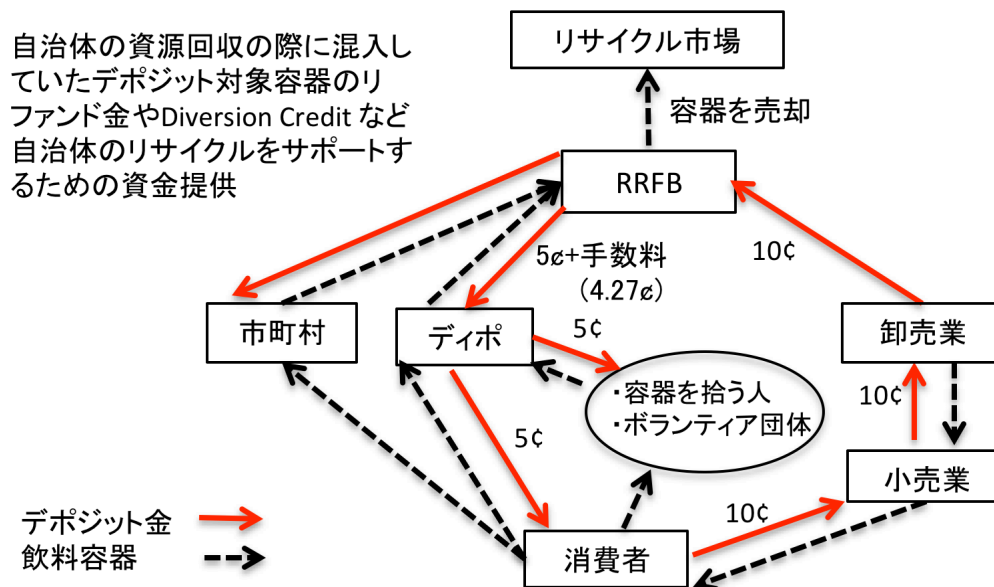 自治体の資源回収の際に混入し
ていたデポジット対象容器のリ
ファンド金やDiversion Credit など
自治体のリサイクルをサポートす
るための資金提供
リサイクル市場
容器を売却
RRFB
5¢+手数料
(4.27¢)
10¢
市町村
ディポ
5¢
卸売業
・容器を拾う人
・ボランティア団体
10¢
5¢
小売業
デポジット金
飲料容器
10¢
消費者